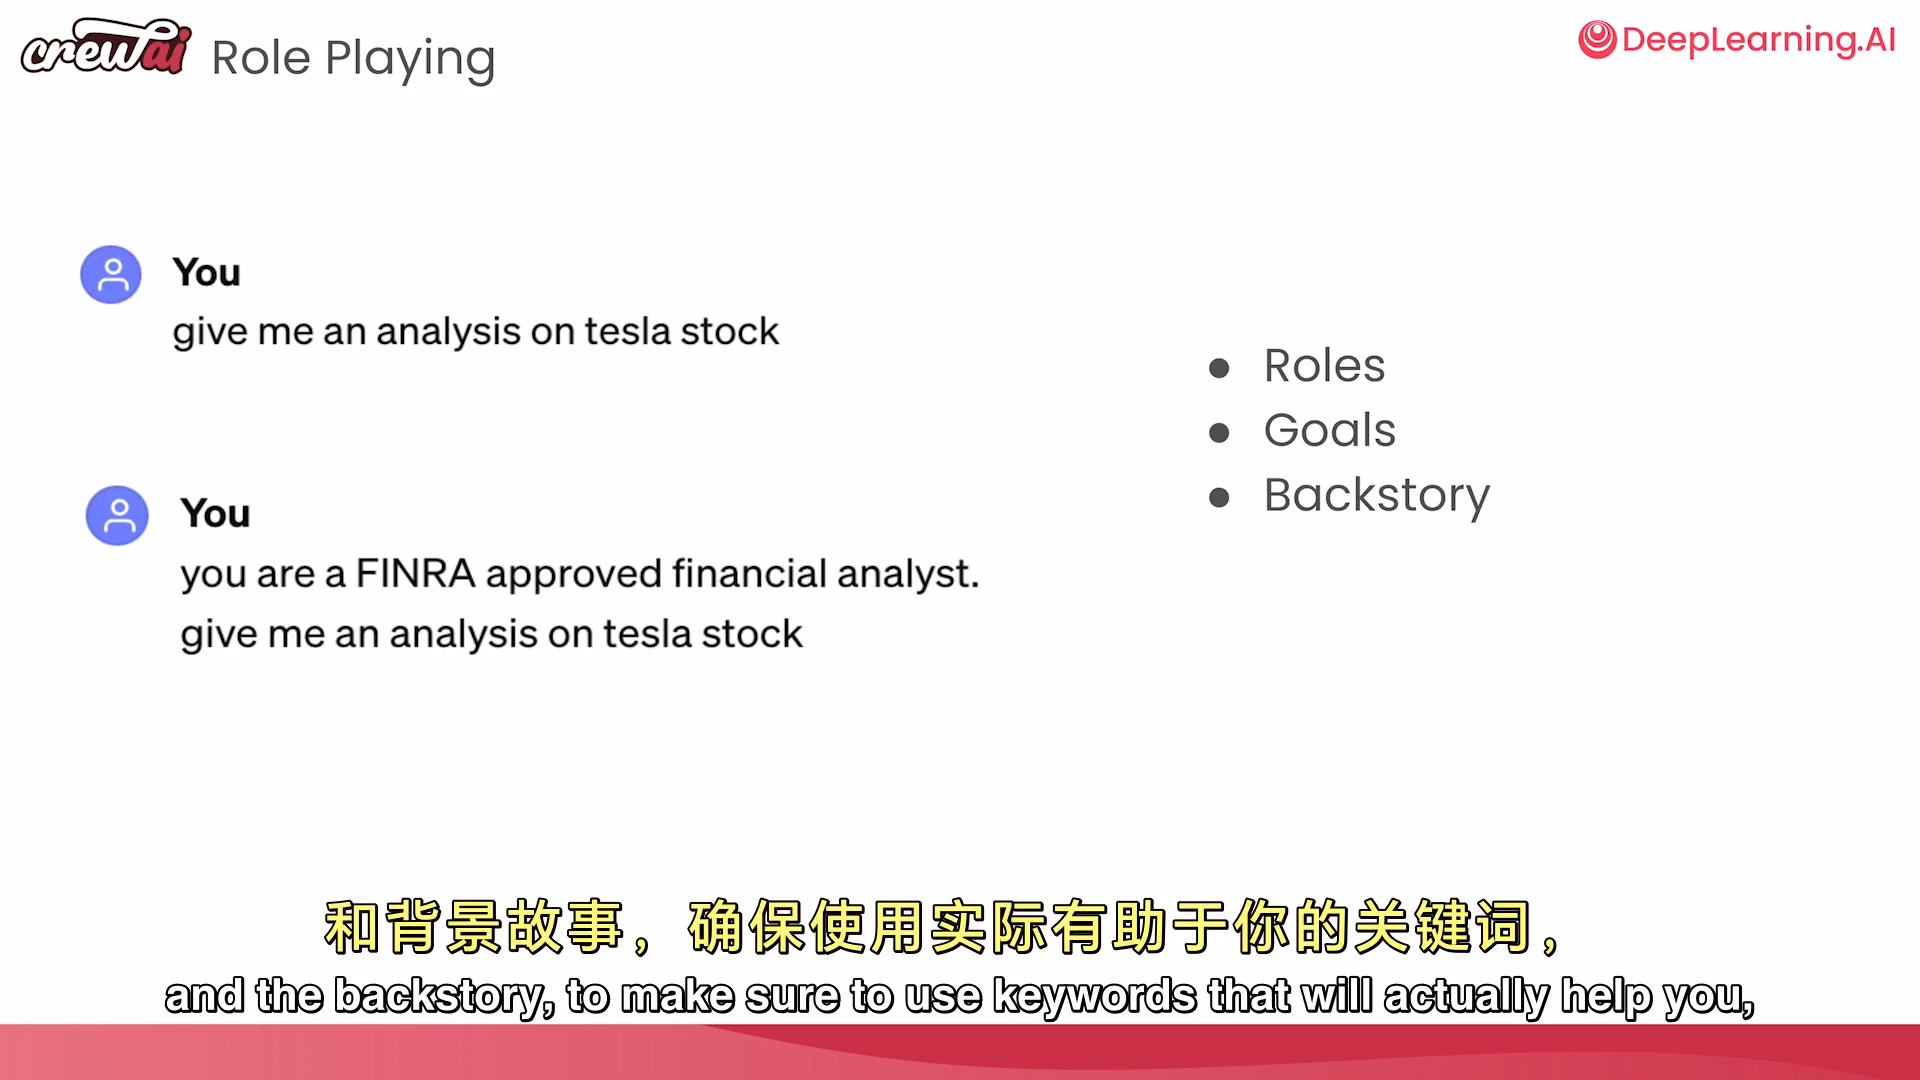 crewai Role Playing
DeepLearning.AI
You
give me an analysis on tesla stock
You
you are a FINRA approved financial analyst.
give me an analysis on tesla stock
● Roles
● Goals
● Backstory
和背景故事，确保使用实际有助于你的关键词，
and the backstory, to make sure to use keywords that will actually help you,